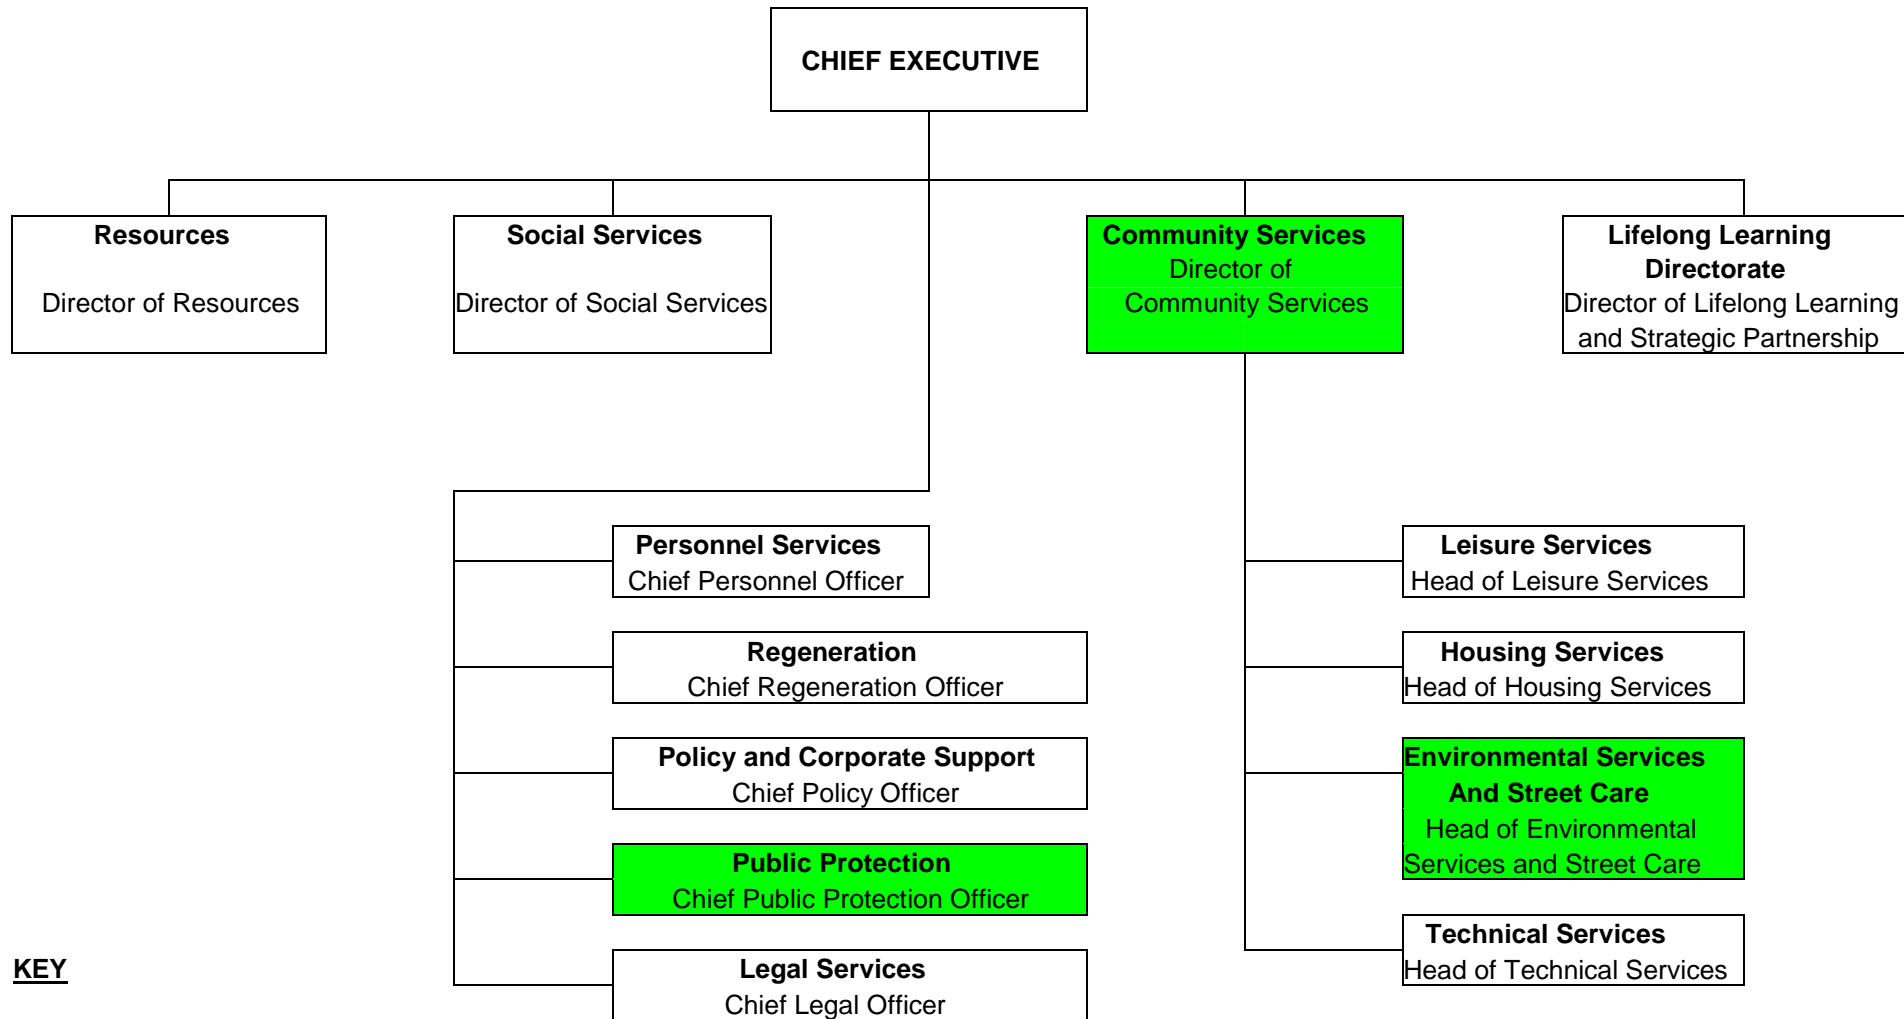 CHIEF EXECUTIVE
Resources
Director of Resources
Social Services
Director of Social Services
Community Services
Director of
Community Services
Lifelong Learning
Directorate
Director of Lifelong Learning
and Strategic Partnership
Personnel Services
Chief Personnel Officer
Regeneration
Chief Regeneration Officer
Policy and Corporate Support
Chief Policy Officer
Public Protection
Chief Public Protection Officer
Legal Services
Chief Legal Officer
Leisure Services
Head of Leisure Services
Housing Services
Head of Housing Services
Environmental Services
And Street Care
Head of Environmental
Services and Street Care
Technical Services
Head of Technical Services
KEY